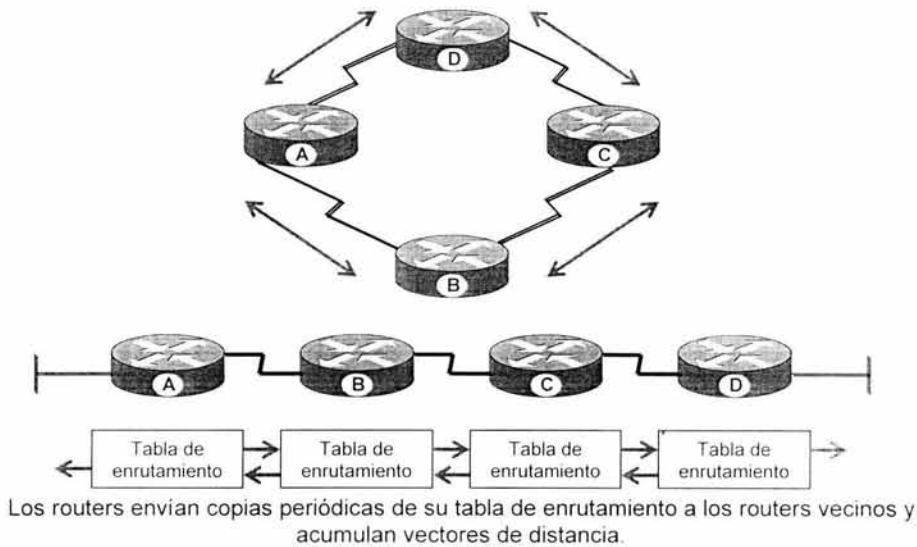 D
A
C
B
A
B
C
D
Tabla de
enrutamiento
Tabla de
enrutamiento
Tabla de
enrutamiento
Tabla de
enrutamiento
Los routers envían copias periódicas de su tabla de enrutamiento a los routers vecinos y
acumulan vectores de distancia.